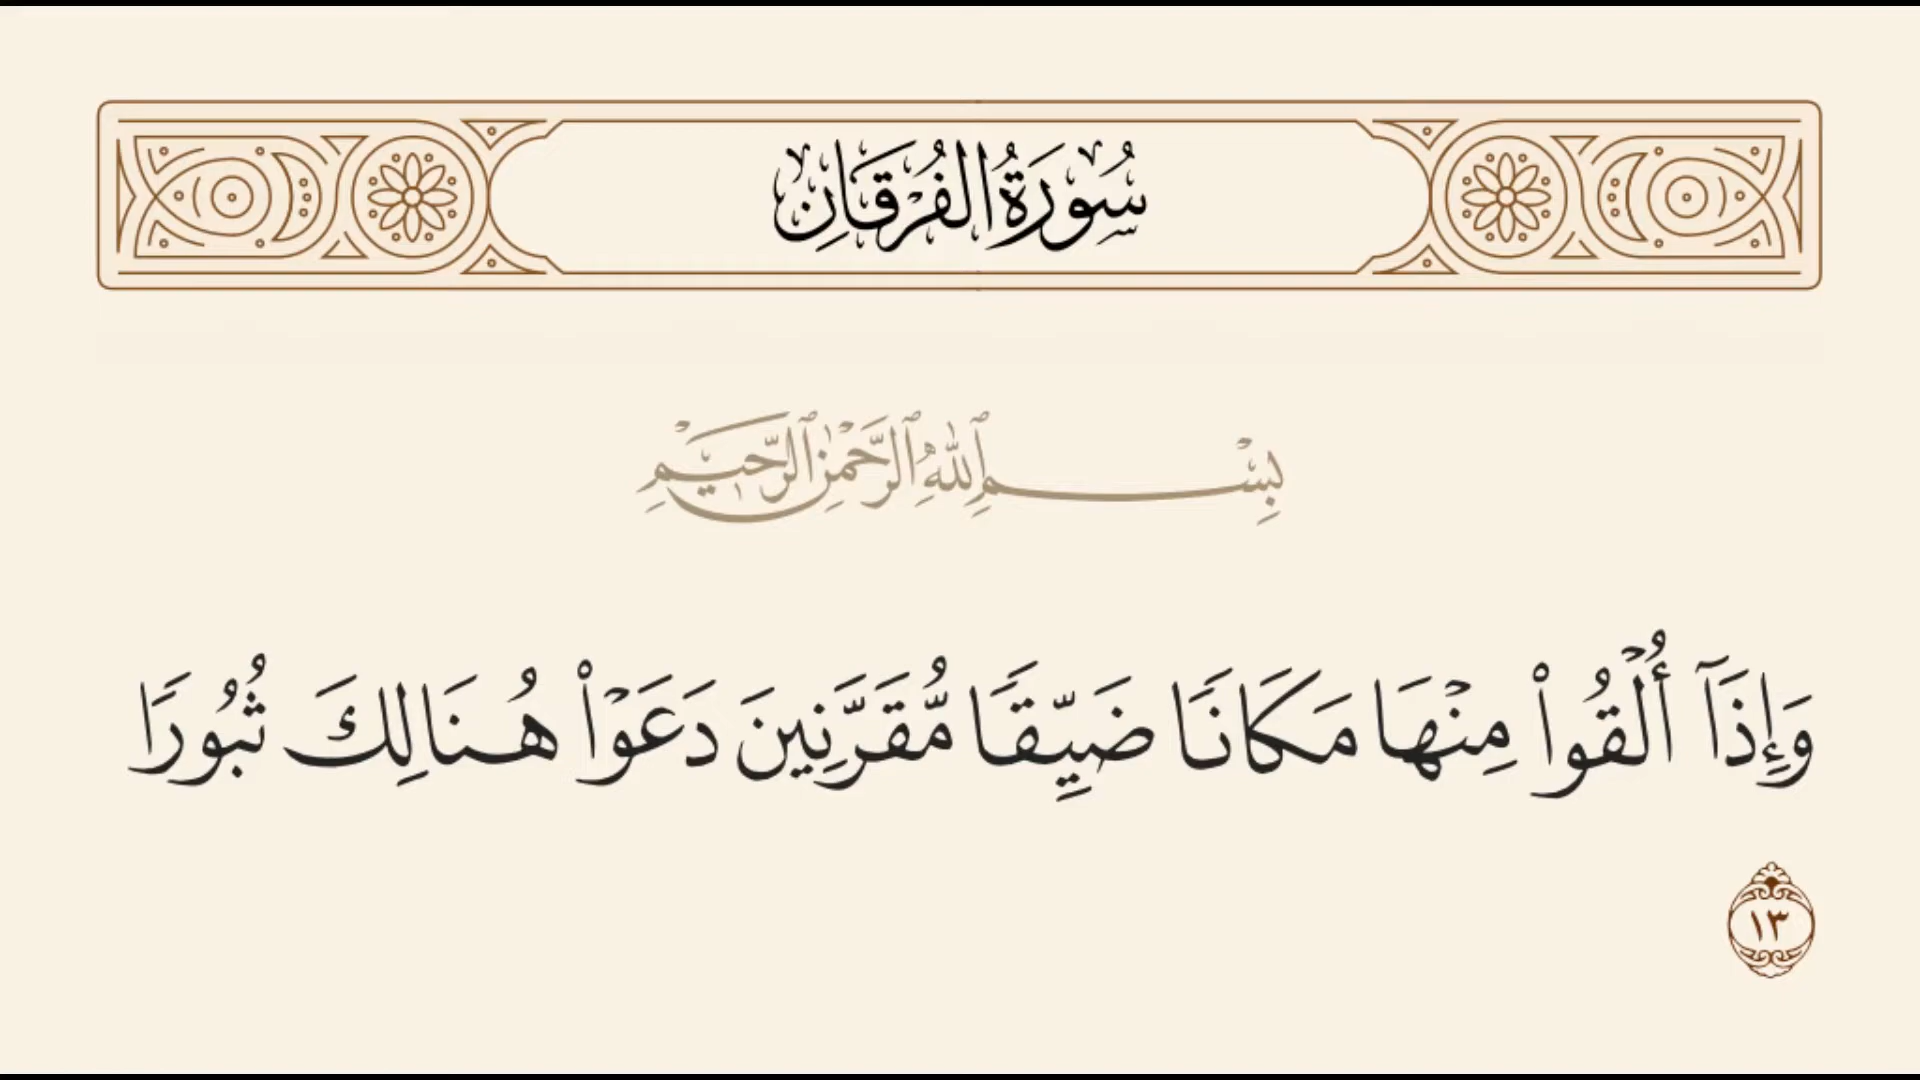 سُورَةُ الفُرْقَانِ
بِسْمِ ٱللَّهِ ٱلرَّحْمَٰنِ ٱلرَّحِيمِ
وَإِذَآ أُلْقُوا۟ مِنْهَا مَكَانًا ضَيِّقًا مُّقَرَّنِينَ دَعَوْا۟ هُنَالِكَ ثُبُورًا
١٣